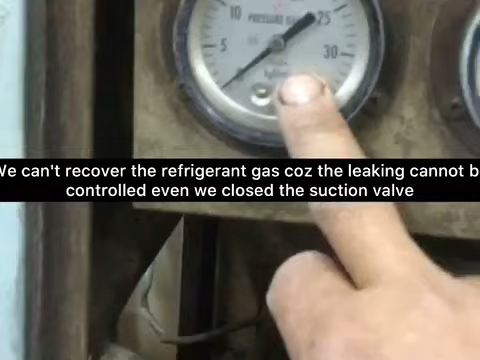 10
PRESSURE GAUGE
25
5
30
We can't recover the refrigerant gas coz the leaking cannot b
controlled even we closed the suction valve